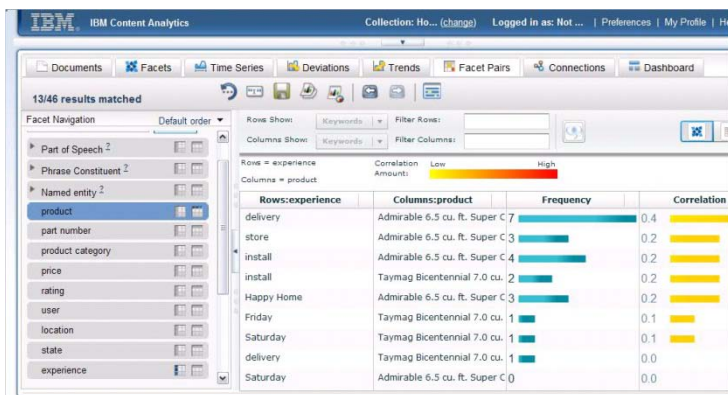 IBM. IBM Content Analytics Collection: Ho... (change) Logged in as: Not ... | Preferences | My Profile | He
Documents Facets Time Series Deviations Trends Facet Pairs Connections Dashboard
13/46 results matched
Facet Navigation Default order
Rows Show: Keywords Filter Rows:
Columns Show: Keywords Filter Columns:
Part of Speech ?
Phrase Constituent ?
Named entity ?
product
part number
product category
price
rating
user
location
state
experience
Rows = experience
Columns = product
Correlation Amount: Low High
Rows:experience Columns:product Frequency Correlation
delivery Admirable 6.5 cu. ft. Super C 7 0.4
store Admirable 6.5 cu. ft. Super C 3 0.2
install Admirable 6.5 cu. ft. Super C 4 0.2
install Taymag Bicentennial 7.0 cu. 2 0.2
Happy Home Admirable 6.5 cu. ft. Super C 3 0.2
Friday Taymag Bicentennial 7.0 cu. 1 0.1
Saturday Taymag Bicentennial 7.0 cu. 1 0.1
delivery Taymag Bicentennial 7.0 cu. 1 0.0
Saturday Admirable 6.5 cu. ft. Super C 0 0.0